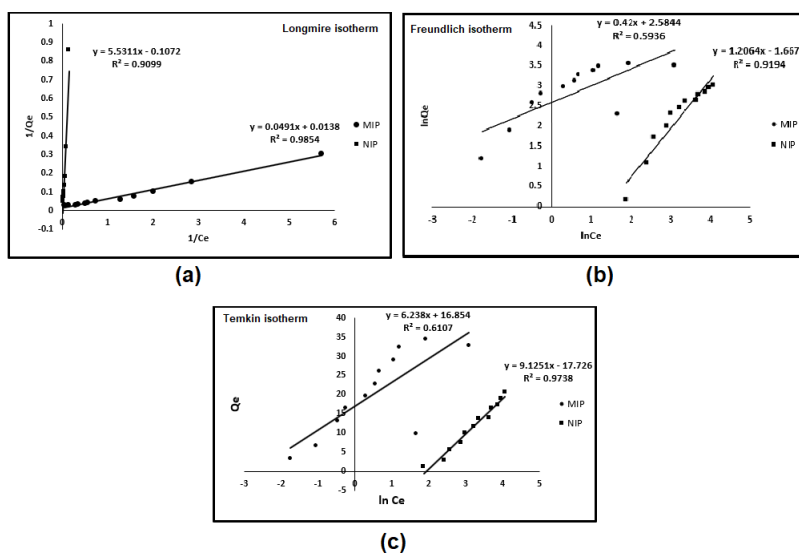 Longmire isotherm
y = 5.5311x - 0.1072
R² = 0.9099
y = 0.0491x + 0.0138
R² = 0.9854
MIP
NIP
1/Qe
1
0.9
0.8
0.7
0.6
0.5
0.4
0.3
0.2
0.1
0
-0.1
0 1 2 3 4 5 6
1/Ce
(a)
Freundlich isotherm
y = 0.42x + 2.5844
R² = 0.5936
y = 1.2064x - 1.667
R² = 0.9194
MIP
NIP
lnQe
4.5
4
3.5
3
2.5
2
1.5
1
0.5
0
-3 -2 -1 0 1 2 3 4 5
lnCe
(b)
Temkin isotherm
y = 6.238x + 16.854
R² = 0.6107
y = 9.1251x - 17.726
R² = 0.9738
MIP
NIP
Qe
40
35
30
25
20
15
10
5
0
-5
-3 -2 -1 0 1 2 3 4 5
ln Ce
(c)